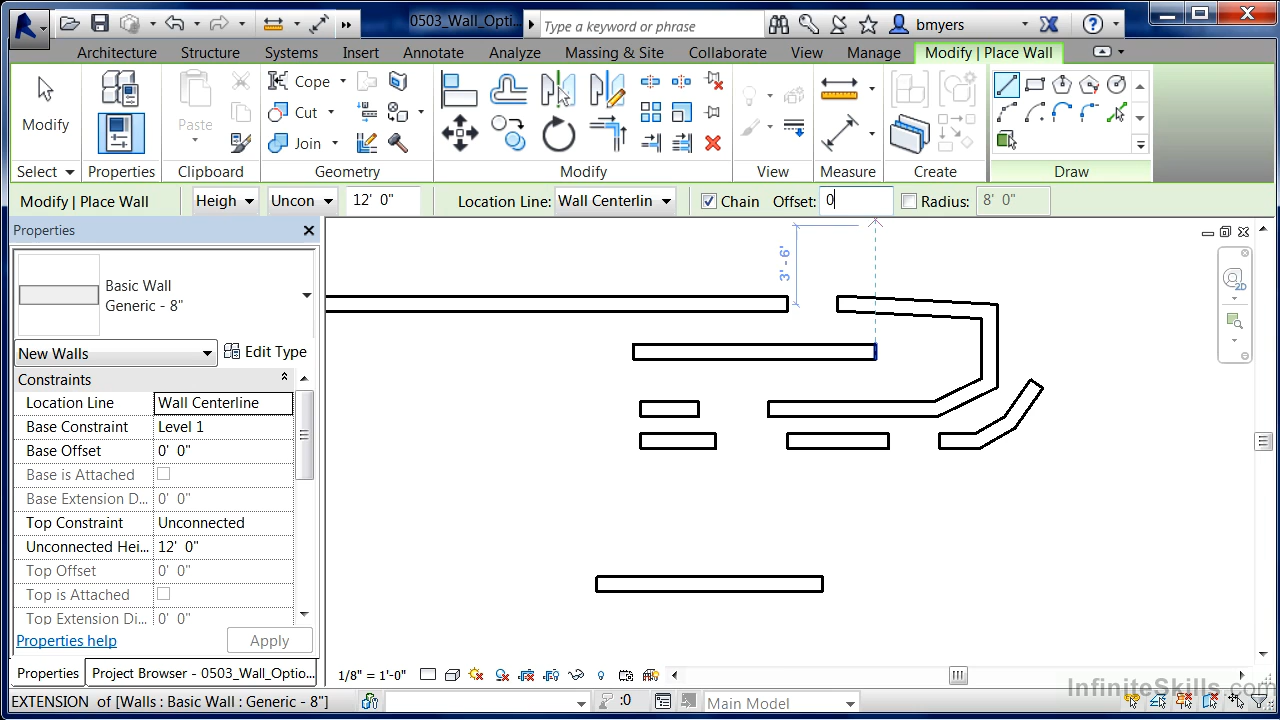 0503_Wall_Opti...
Type a keyword or phrase
bmyers
Architecture Structure Systems Insert Annotate Analyze Massing & Site Collaborate View Manage Modify | Place Wall
Modify
Paste
Cope
Cut
Join
Select Properties Clipboard Geometry Modify View Measure Create Draw
Modify | Place Wall Heigh Uncon 12' 0" Location Line: Wall Centerlin Chain Offset: 0 Radius: 8' 0"
Properties
Basic Wall
Generic - 8"
New Walls Edit Type
Constraints
Location Line Wall Centerline
Base Constraint Level 1
Base Offset 0' 0"
Base is Attached
Base Extension D...
Top Constraint Unconnected
Unconnected Hei... 12' 0"
Top Offset 0' 0"
Top is Attached
Top Extension Di... 0' 0"
Properties help Apply
Properties Project Browser - 0503_Wall_Optio...
3' - 6'
2D
1/8" = 1'-0"
InfiniteSkills.com
EXTENSION of [Walls : Basic Wall : Generic - 8"]
:0
Main Model